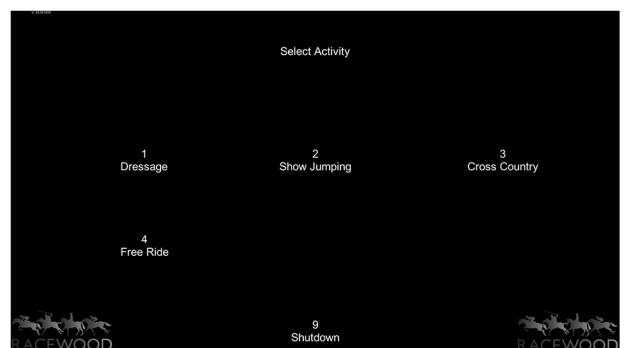 Select Activity
1
Dressage
2
Show Jumping
3
Cross Country
4
Free Ride
9
Shutdown
RACEWOOD
RACEWOOD